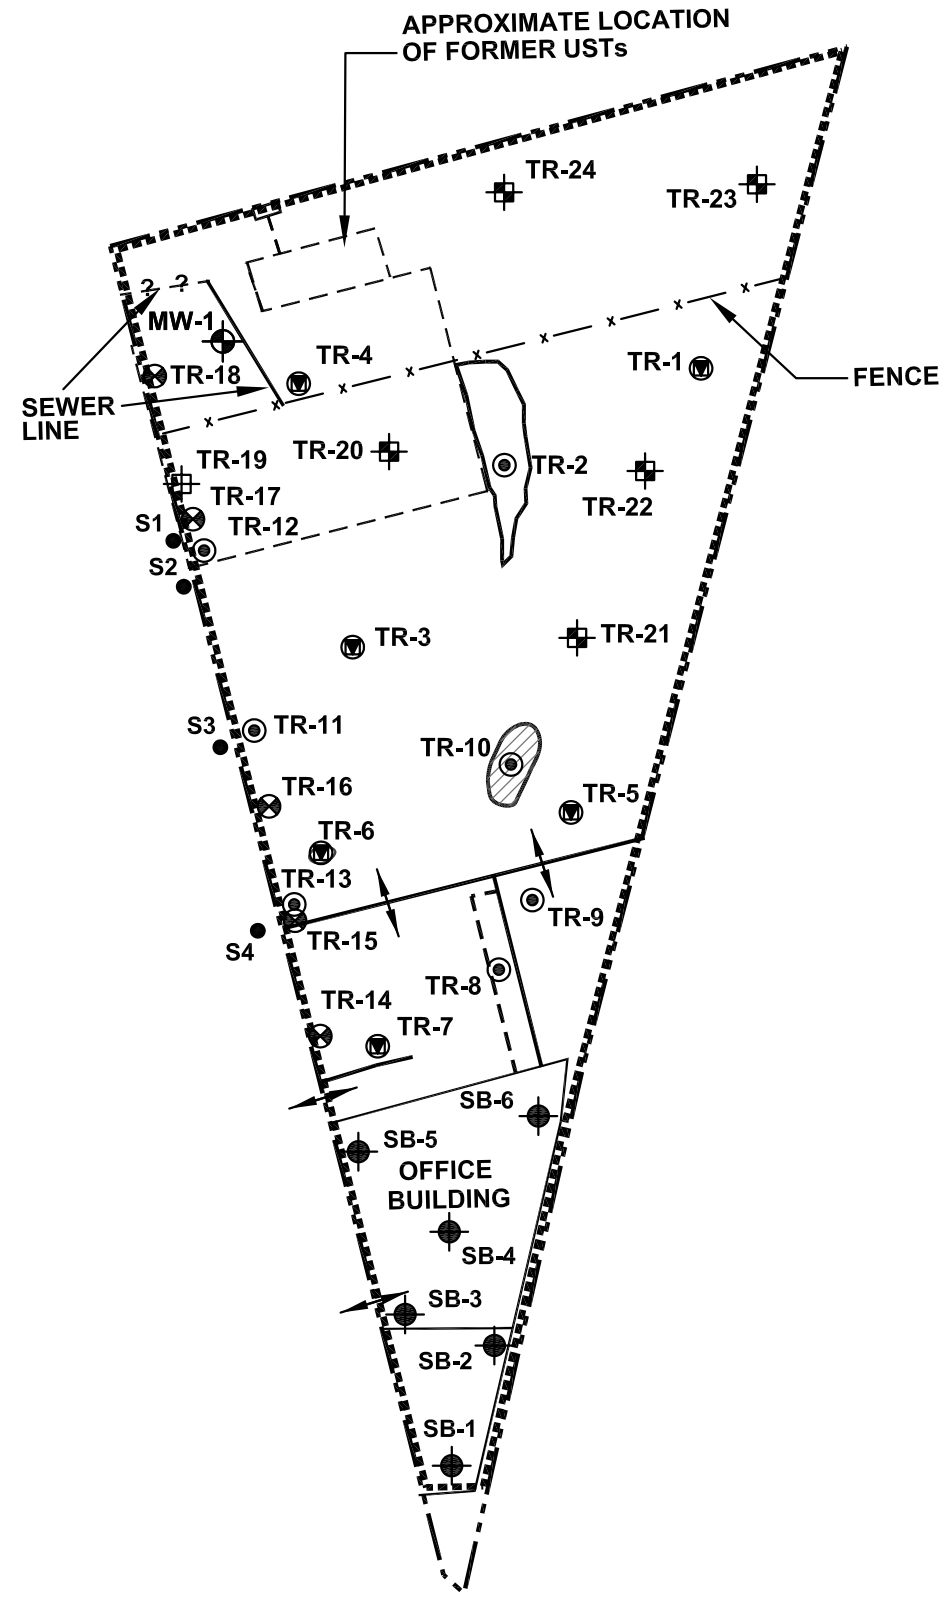 APPROXIMATE LOCATION
OF FORMER USTs
TR-24
TR-23
? ?
MW-1
TR-4
TR-1
TR-18
FENCE
SEWER
LINE
TR-20
TR-19
TR-2
TR-22
TR-17
S1
TR-12
S2
TR-3
TR-21
S3
TR-11
TR-10
TR-16
TR-5
TR-6
TR-13
TR-9
TR-15
S4
TR-8
TR-14
TR-7
SB-6
SB-5
OFFICE
BUILDING
SB-4
SB-3
SB-2
SB-1